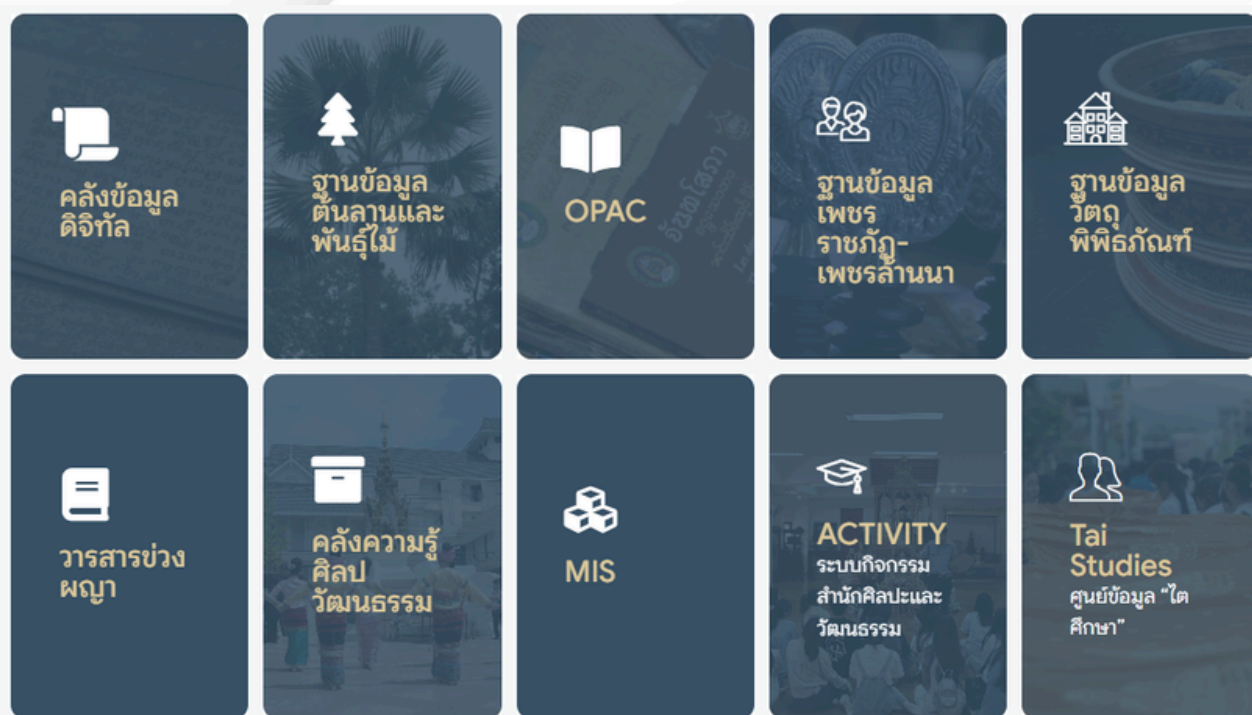 คลังข้อมูล
ดิจิทัล
ฐานข้อมูล
ต้นลานและ
พันธุ์ไม้
OPAC
ฐานข้อมูล
เพชร
ราชภัฏ-
เพชรล้านนา
ฐานข้อมูล
วัตถุ
พิพิธภัณฑ์
วารสารข่วง
ผญา
คลังความรู้
ศิลป
วัฒนธรรม
MIS
ACTIVITY
ระบบกิจกรรม
สำนักศิลปะและ
วัฒนธรรม
Tai
Studies
ศูนย์ข้อมูล “ไต
ศึกษา”